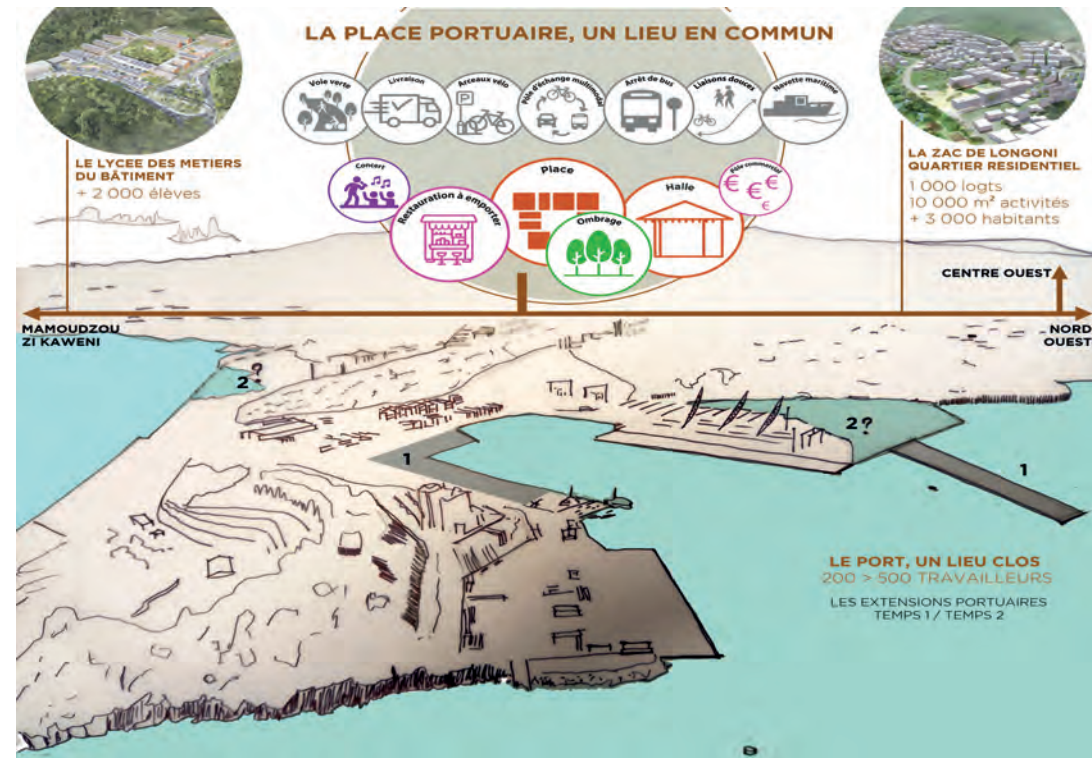 LA PLACE PORTUAIRE, UN LIEU EN COMMUN
Voie verte
Livraison
Arceaux vélo
Pôle d'échange multimodal
Arrêt de bus
Liaisons douces
Navette maritime
P
LE LYCEE DES METIERS
DU BÂTIMENT
+ 2 000 élèves
Concert
Restauration à emporter
Place
Ombrage
Halle
Pôle commercial
€ € € €
LA ZAC DE LONGONI
QUARTIER RESIDENTIEL
1 000 logts
10 000 m² activités
+ 3 000 habitants
CENTRE OUEST
MAMOUDZOU
ZI KAWENI
NORD
OUEST
2 ?
1
2 ?
1
LE PORT, UN LIEU CLOS
200 > 500 TRAVAILLEURS
LES EXTENSIONS PORTUAIRES
TEMPS 1 / TEMPS 2